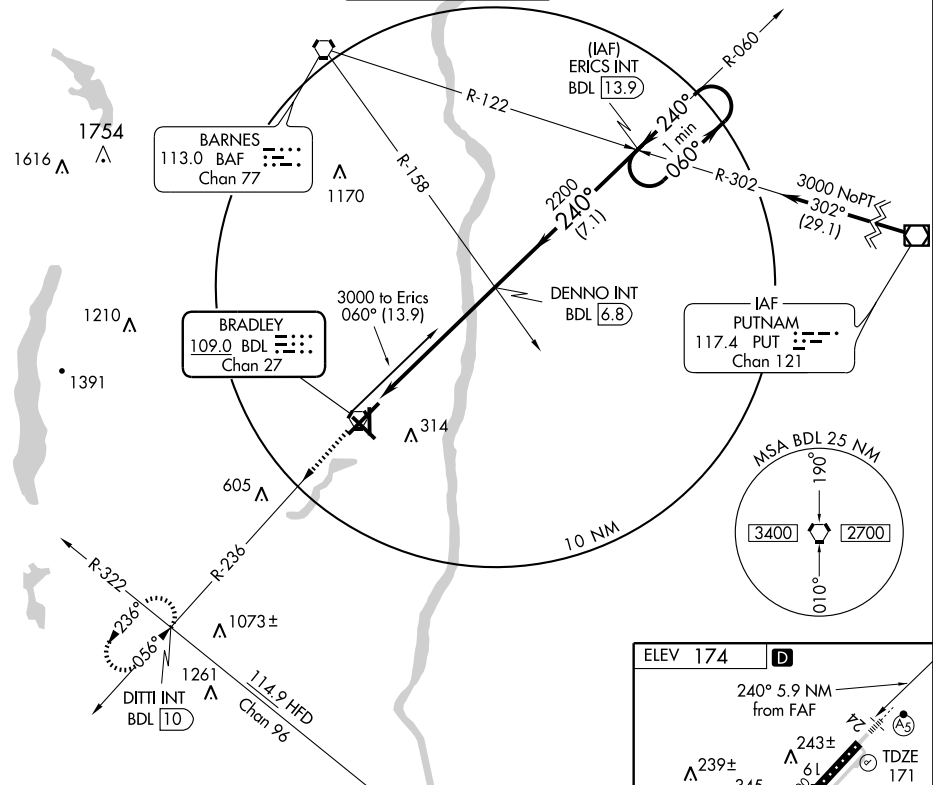 (IAF)
ERICS INT
BDL 13.9
R-060
R-122
240°
1 min
060°
1754
1616
BARNES
113.0 BAF
Chan 77
1170
R-158
R-302
3000 NoPT
302°
(29.1)
2200
240°
(7.1)
3000 to Erics
060° (13.9)
DENNO INT
BDL 6.8
1210
BRADLEY
109.0 BDL
Chan 27
IAF
PUTNAM
117.4 PUT
Chan 121
1391
314
MSA BDL 25 NM
190°
3400
2700
010°
605
10 NM
R-236
R-322
236°
056°
1073±
1261
DITTI INT
BDL 10
114.9 HFD
Chan 96
ELEV 174 D
240° 5.9 NM
from FAF
24
A5
243±
TDZE
171
239±
19
345